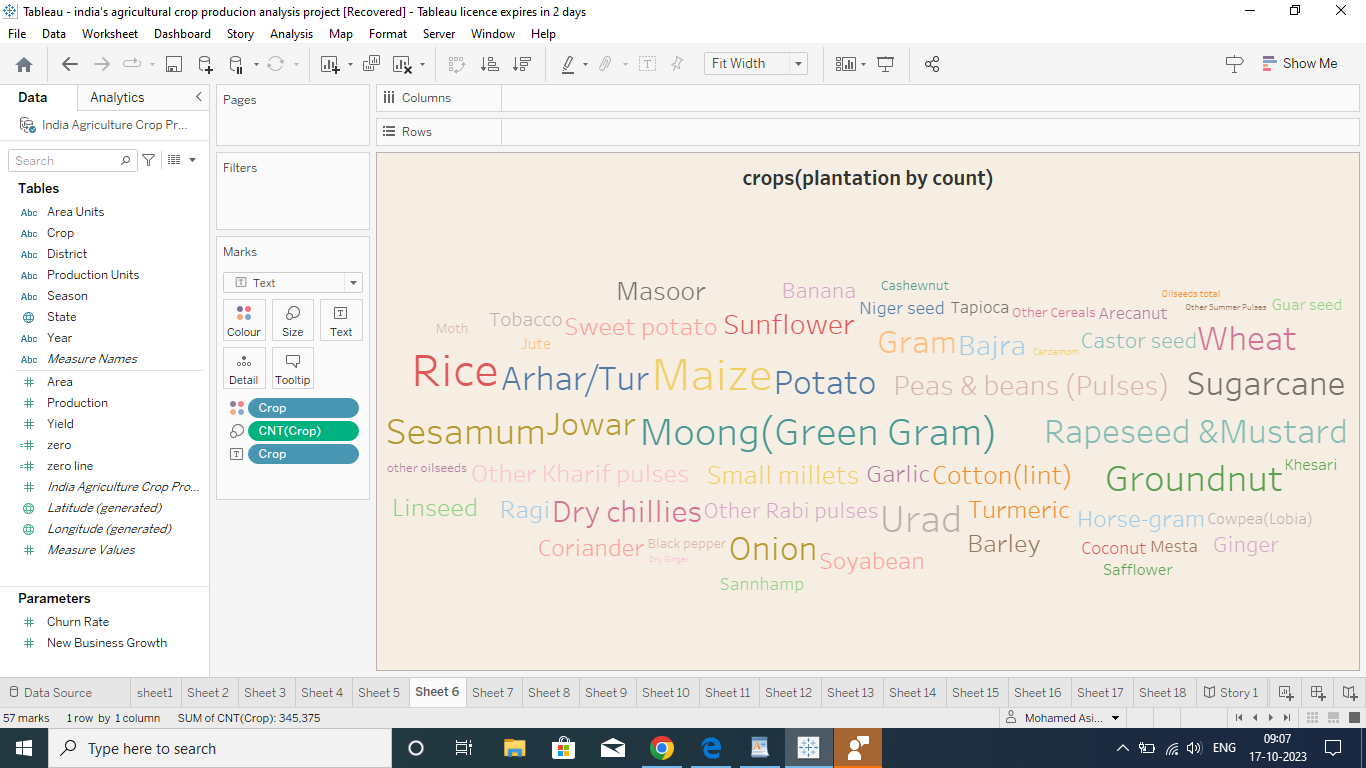 Tableau - india's agricultural crop producion analysis project [Recovered] - Tableau licence expires in 2 days
File Data Worksheet Dashboard Story Analysis Map Format Server Window Help
Fit Width
Show Me
Data Analytics
India Agriculture Crop Pr...
Search
Tables
Abc Area Units
Abc Crop
Abc District
Abc Production Units
Abc Season
State
Abc Year
Abc Measure Names
Area
Production
Yield
zero
zero line
India Agriculture Crop Pro...
Latitude (generated)
Longitude (generated)
Measure Values
Parameters
Churn Rate
New Business Growth
Pages
Filters
Marks
Text
Colour Size Text
Detail Tooltip
Crop
CNT(Crop)
Crop
Columns
Rows
crops(plantation by count)
Masoor Banana Cashewnut Oilseeds total
Niger seed Tapioca Other Cereals Arecanut Other Summer Pulses Guar seed
Moth Tobacco Sweet potato Sunflower
Jute Gram Bajra Cardamom Castor seed Wheat
Rice Arhar/Tur Maize Potato Peas & beans (Pulses) Sugarcane
Sesamum Jowar Moong(Green Gram) Rapeseed &Mustard
other oilseeds Other Kharif pulses Small millets Garlic Cotton(lint) Groundnut Khesari
Linseed Ragi Dry chillies Other Rabi pulses Urad Turmeric Horse-gram Cowpea(Lobia)
Coriander Black pepper Onion Soyabean Barley Coconut Mesta Ginger
Dry Ginger
Safflower
Sannhamp
Data Source sheet1 Sheet 2 Sheet 3 Sheet 4 Sheet 5 Sheet 6 Sheet 7 Sheet 8 Sheet 9 Sheet 10 Sheet 11 Sheet 12 Sheet 13 Sheet 14 Sheet 15 Sheet 16 Sheet 17 Sheet 18 Story 1
57 marks 1 row by 1 column SUM of CNT(Crop): 345,375 Mohamed Asi...
Type here to search
ENG
09:07
17-10-2023